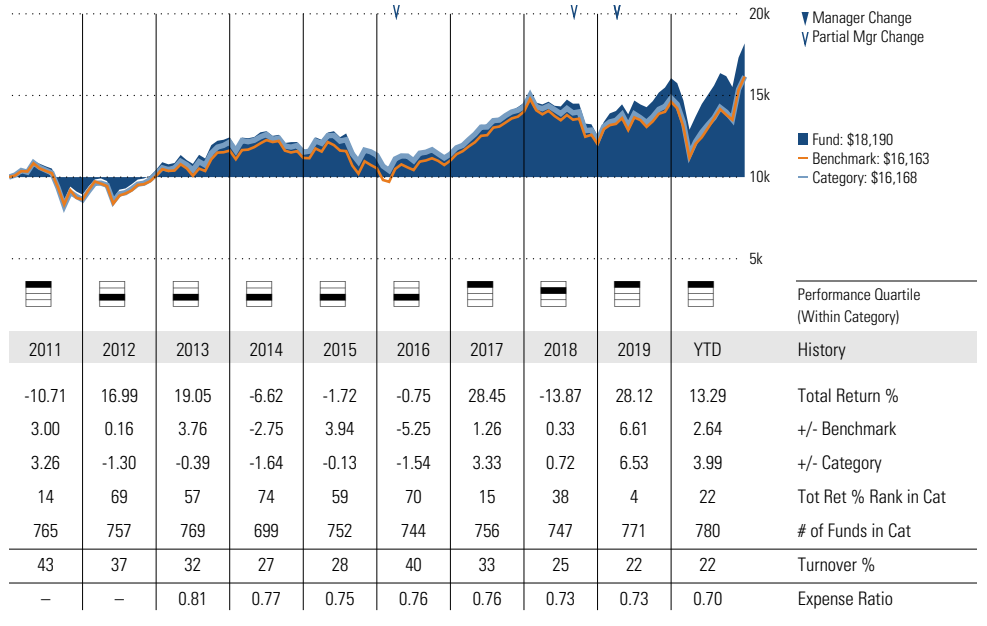 20k
Manager Change
Partial Mgr Change
15k
Fund: $18,190
Benchmark: $16,163
Category: $16,168
10k
5k
Performance Quartile
(Within Category)
2011 2012 2013 2014 2015 2016 2017 2018 2019 YTD History
-10.71 16.99 19.05 -6.62 -1.72 -0.75 28.45 -13.87 28.12 13.29 Total Return %
3.00 0.16 3.76 -2.75 3.94 -5.25 1.26 0.33 6.61 2.64 +/- Benchmark
3.26 -1.30 -0.39 -1.64 -0.13 -1.54 3.33 0.72 6.53 3.99 +/- Category
14 69 57 74 59 70 15 38 4 22 Tot Ret % Rank in Cat
765 757 769 699 752 744 756 747 771 780 # of Funds in Cat
43 37 32 27 28 40 33 25 22 22 Turnover %
– – 0.81 0.77 0.75 0.76 0.76 0.73 0.73 0.70 Expense Ratio